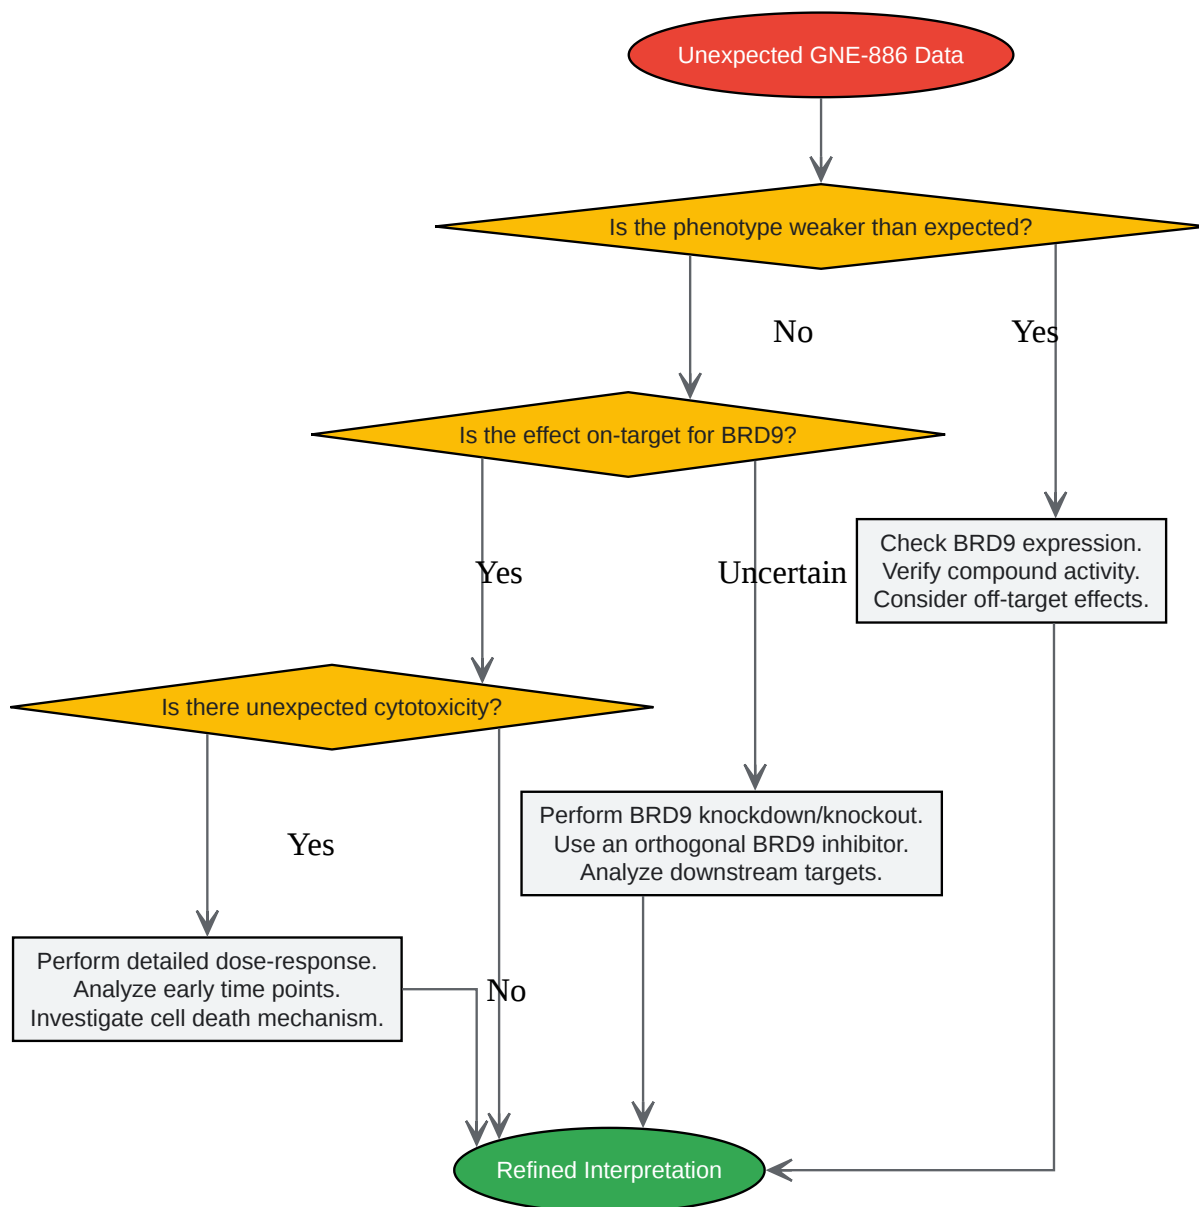 Unexpected GNE-886 Data
Is the phenotype weaker than expected?
No
Yes
Is the effect on-target for BRD9?
Check BRD9 expression.
Verify compound activity.
Consider off-target effects.
Yes
Uncertain
Is there unexpected cytotoxicity?
Perform BRD9 knockdown/knockout.
Use an orthogonal BRD9 inhibitor.
Analyze downstream targets.
Yes
Perform detailed dose-response.
Analyze early time points.
Investigate cell death mechanism.
No
Refined Interpretation